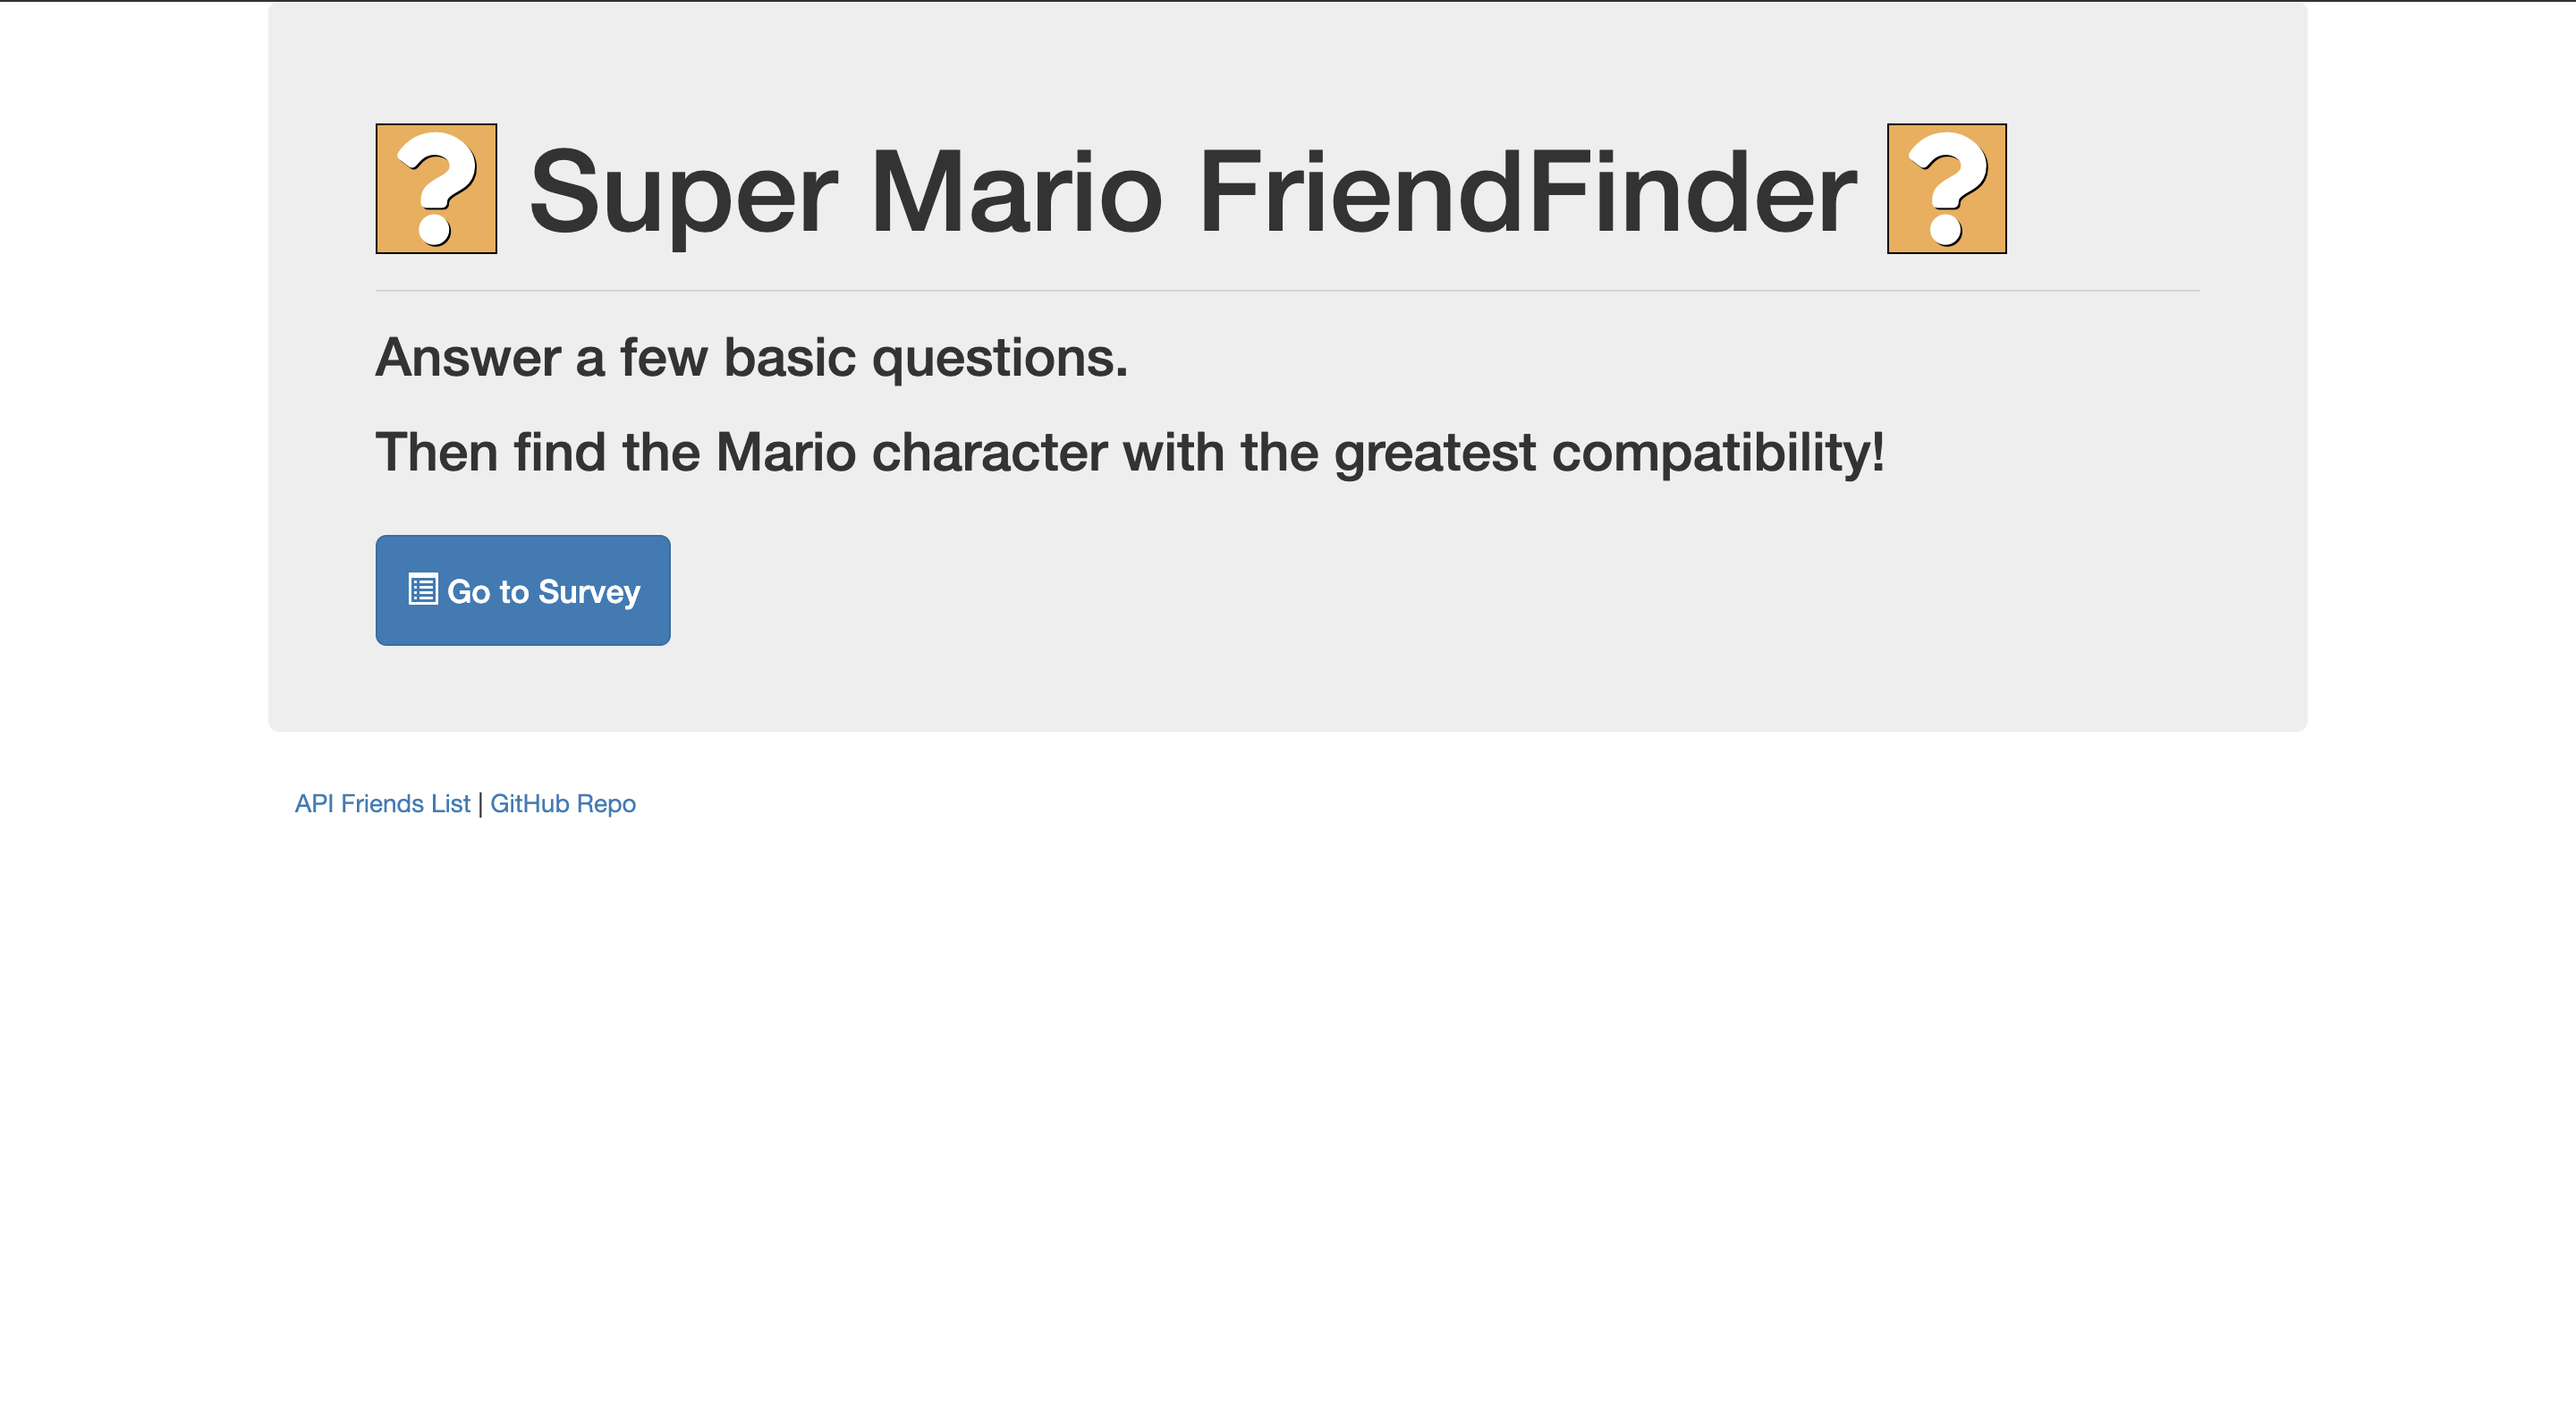 ? Super Mario FriendFinder ?
Answer a few basic questions.
Then find the Mario character with the greatest compatibility!
Go to Survey
API Friends List | GitHub Repo